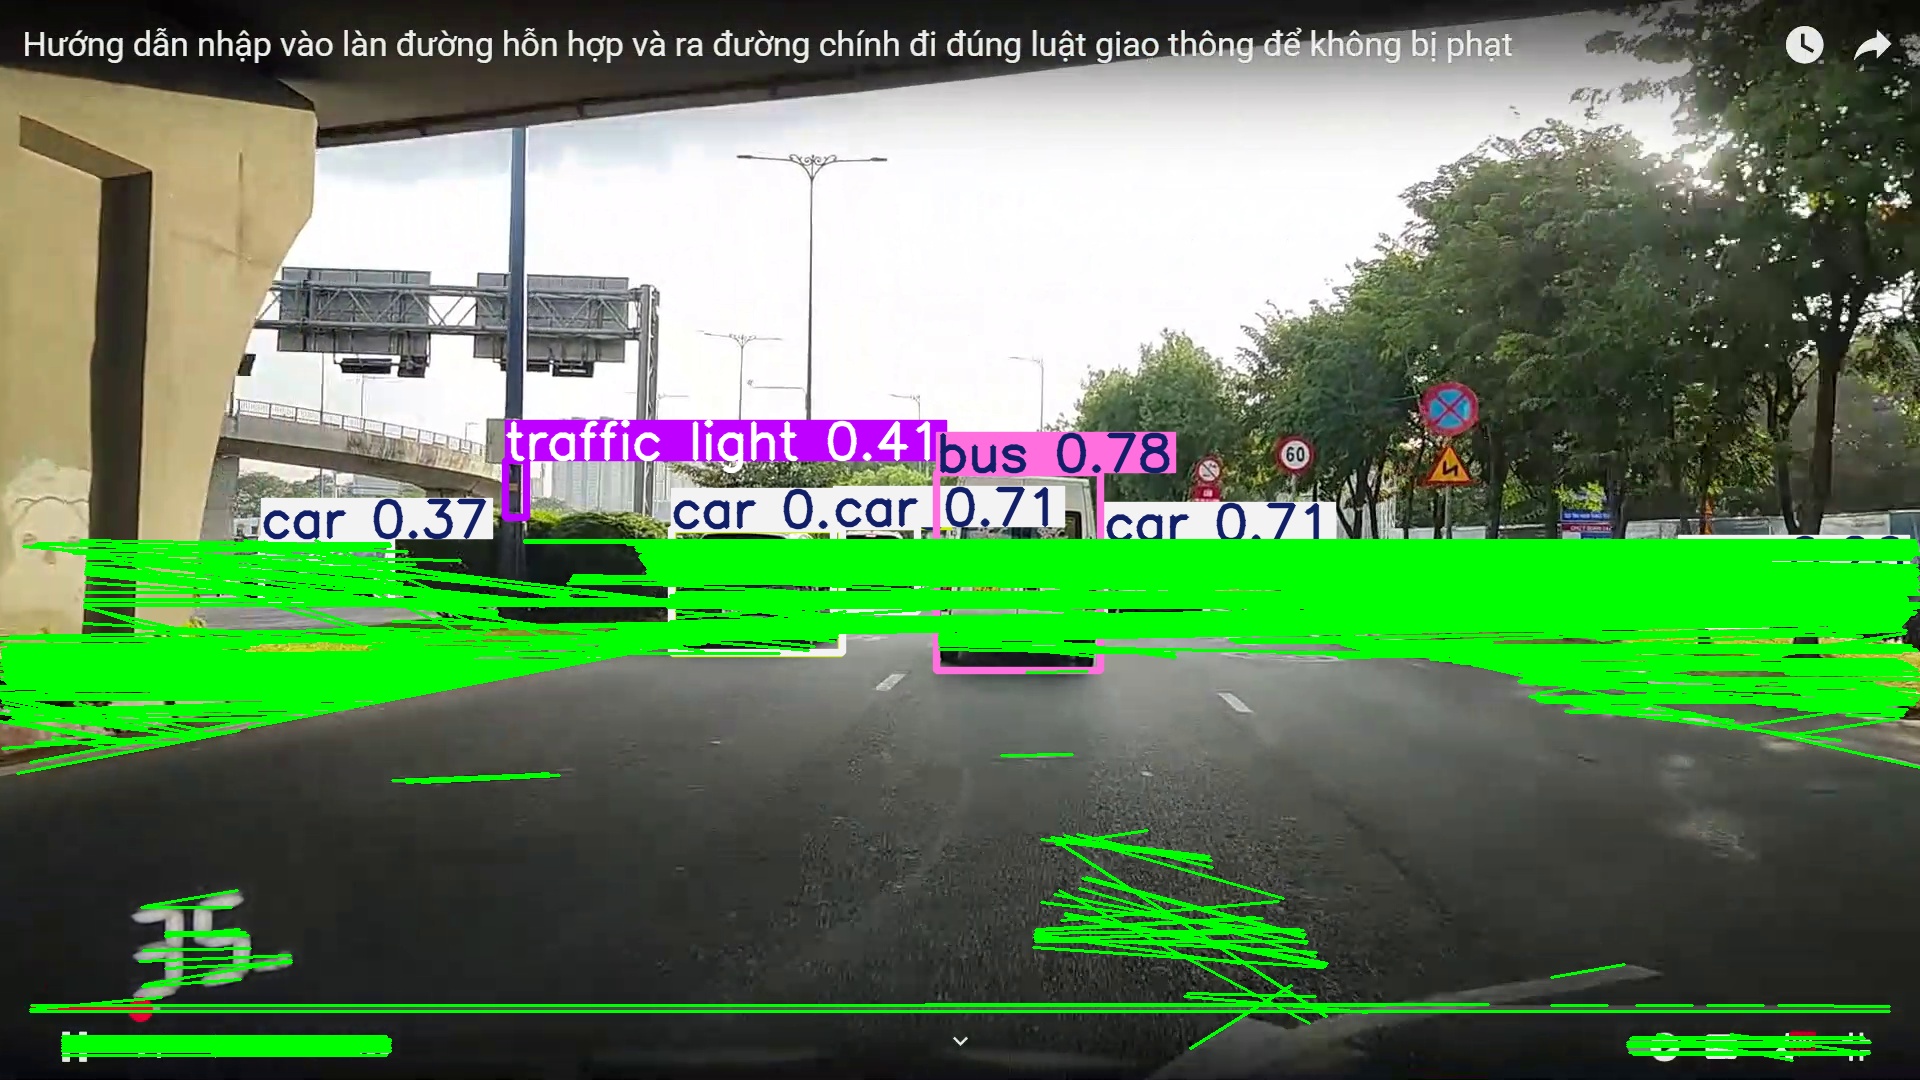 Hướng dẫn nhập vào làn đường hỗn hợp và ra đường chính đi đúng luật giao thông để không bị phạt
traffic light 0.41
bus 0.78
60
car 0.37
car 0.
car 0.71
car 0.71
35